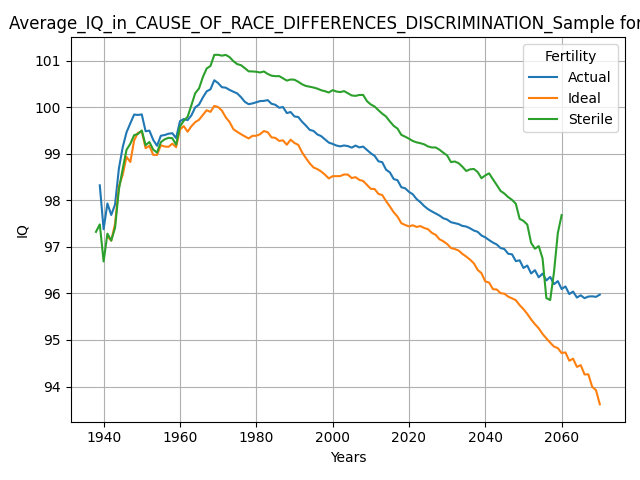 Average_IQ_in_CAUSE_OF_RACE_DIFFERENCES_DISCRIMINATION_Sample for
Fertility
Actual
Ideal
Sterile
101
100
99
98
97
96
95
94
IQ
1940
1960
1980
2000
2020
2040
2060
Years